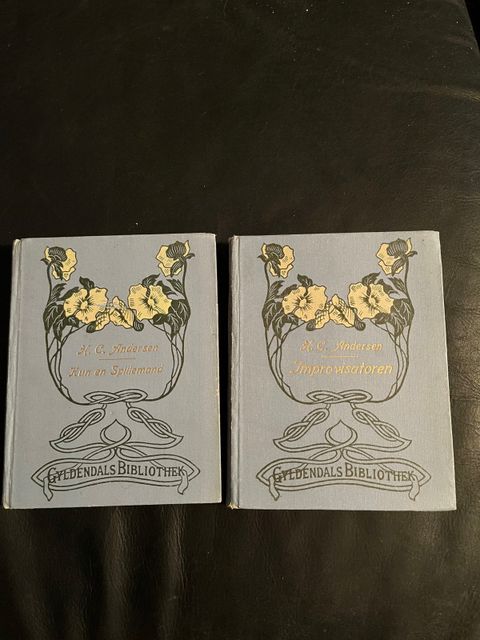 H. C. Andersen
Kun en Spillemand
GYLDENDALS BIBLIOTHEK
H. C. Andersen
Improvisatoren
GYLDENDALS BIBLIOTHEK